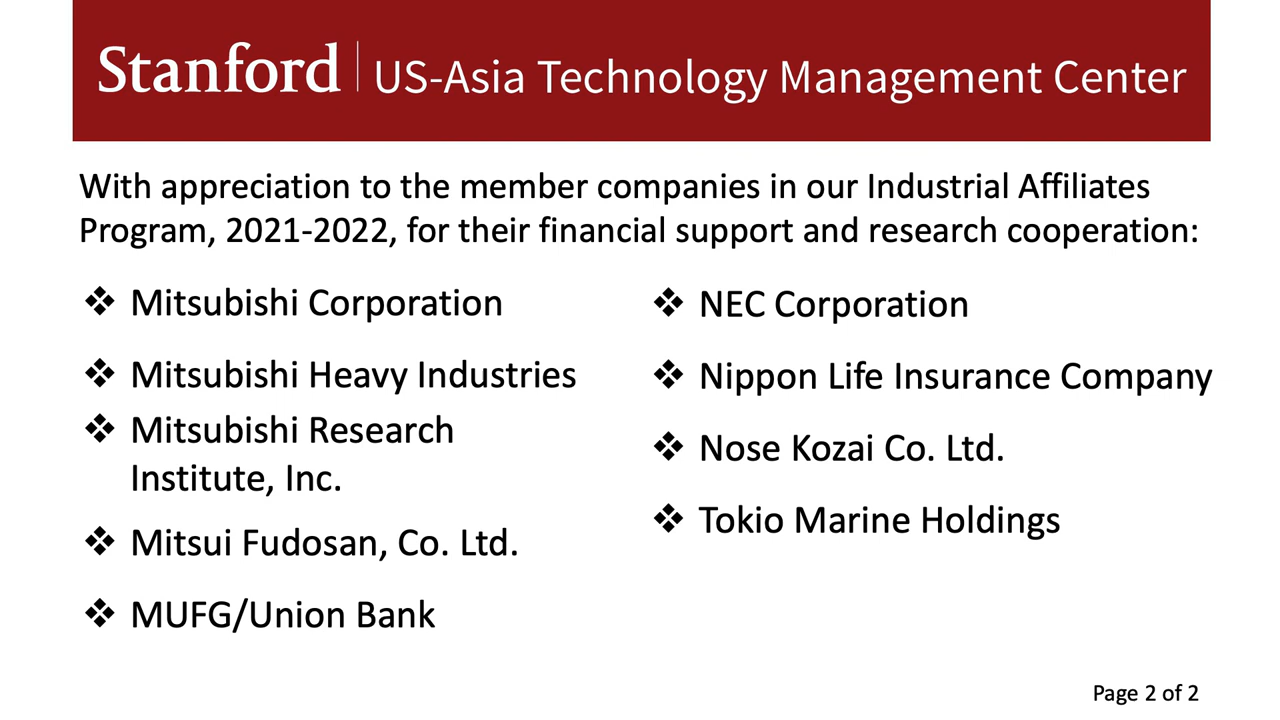 Stanford | US-Asia Technology Management Center
With appreciation to the member companies in our Industrial Affiliates
Program, 2021-2022, for their financial support and research cooperation:
❖ Mitsubishi Corporation
❖ Mitsubishi Heavy Industries
❖ Mitsubishi Research
Institute, Inc.
❖ Mitsui Fudosan, Co. Ltd.
❖ MUFG/Union Bank
❖ NEC Corporation
❖ Nippon Life Insurance Company
❖ Nose Kozai Co. Ltd.
❖ Tokio Marine Holdings
Page 2 of 2